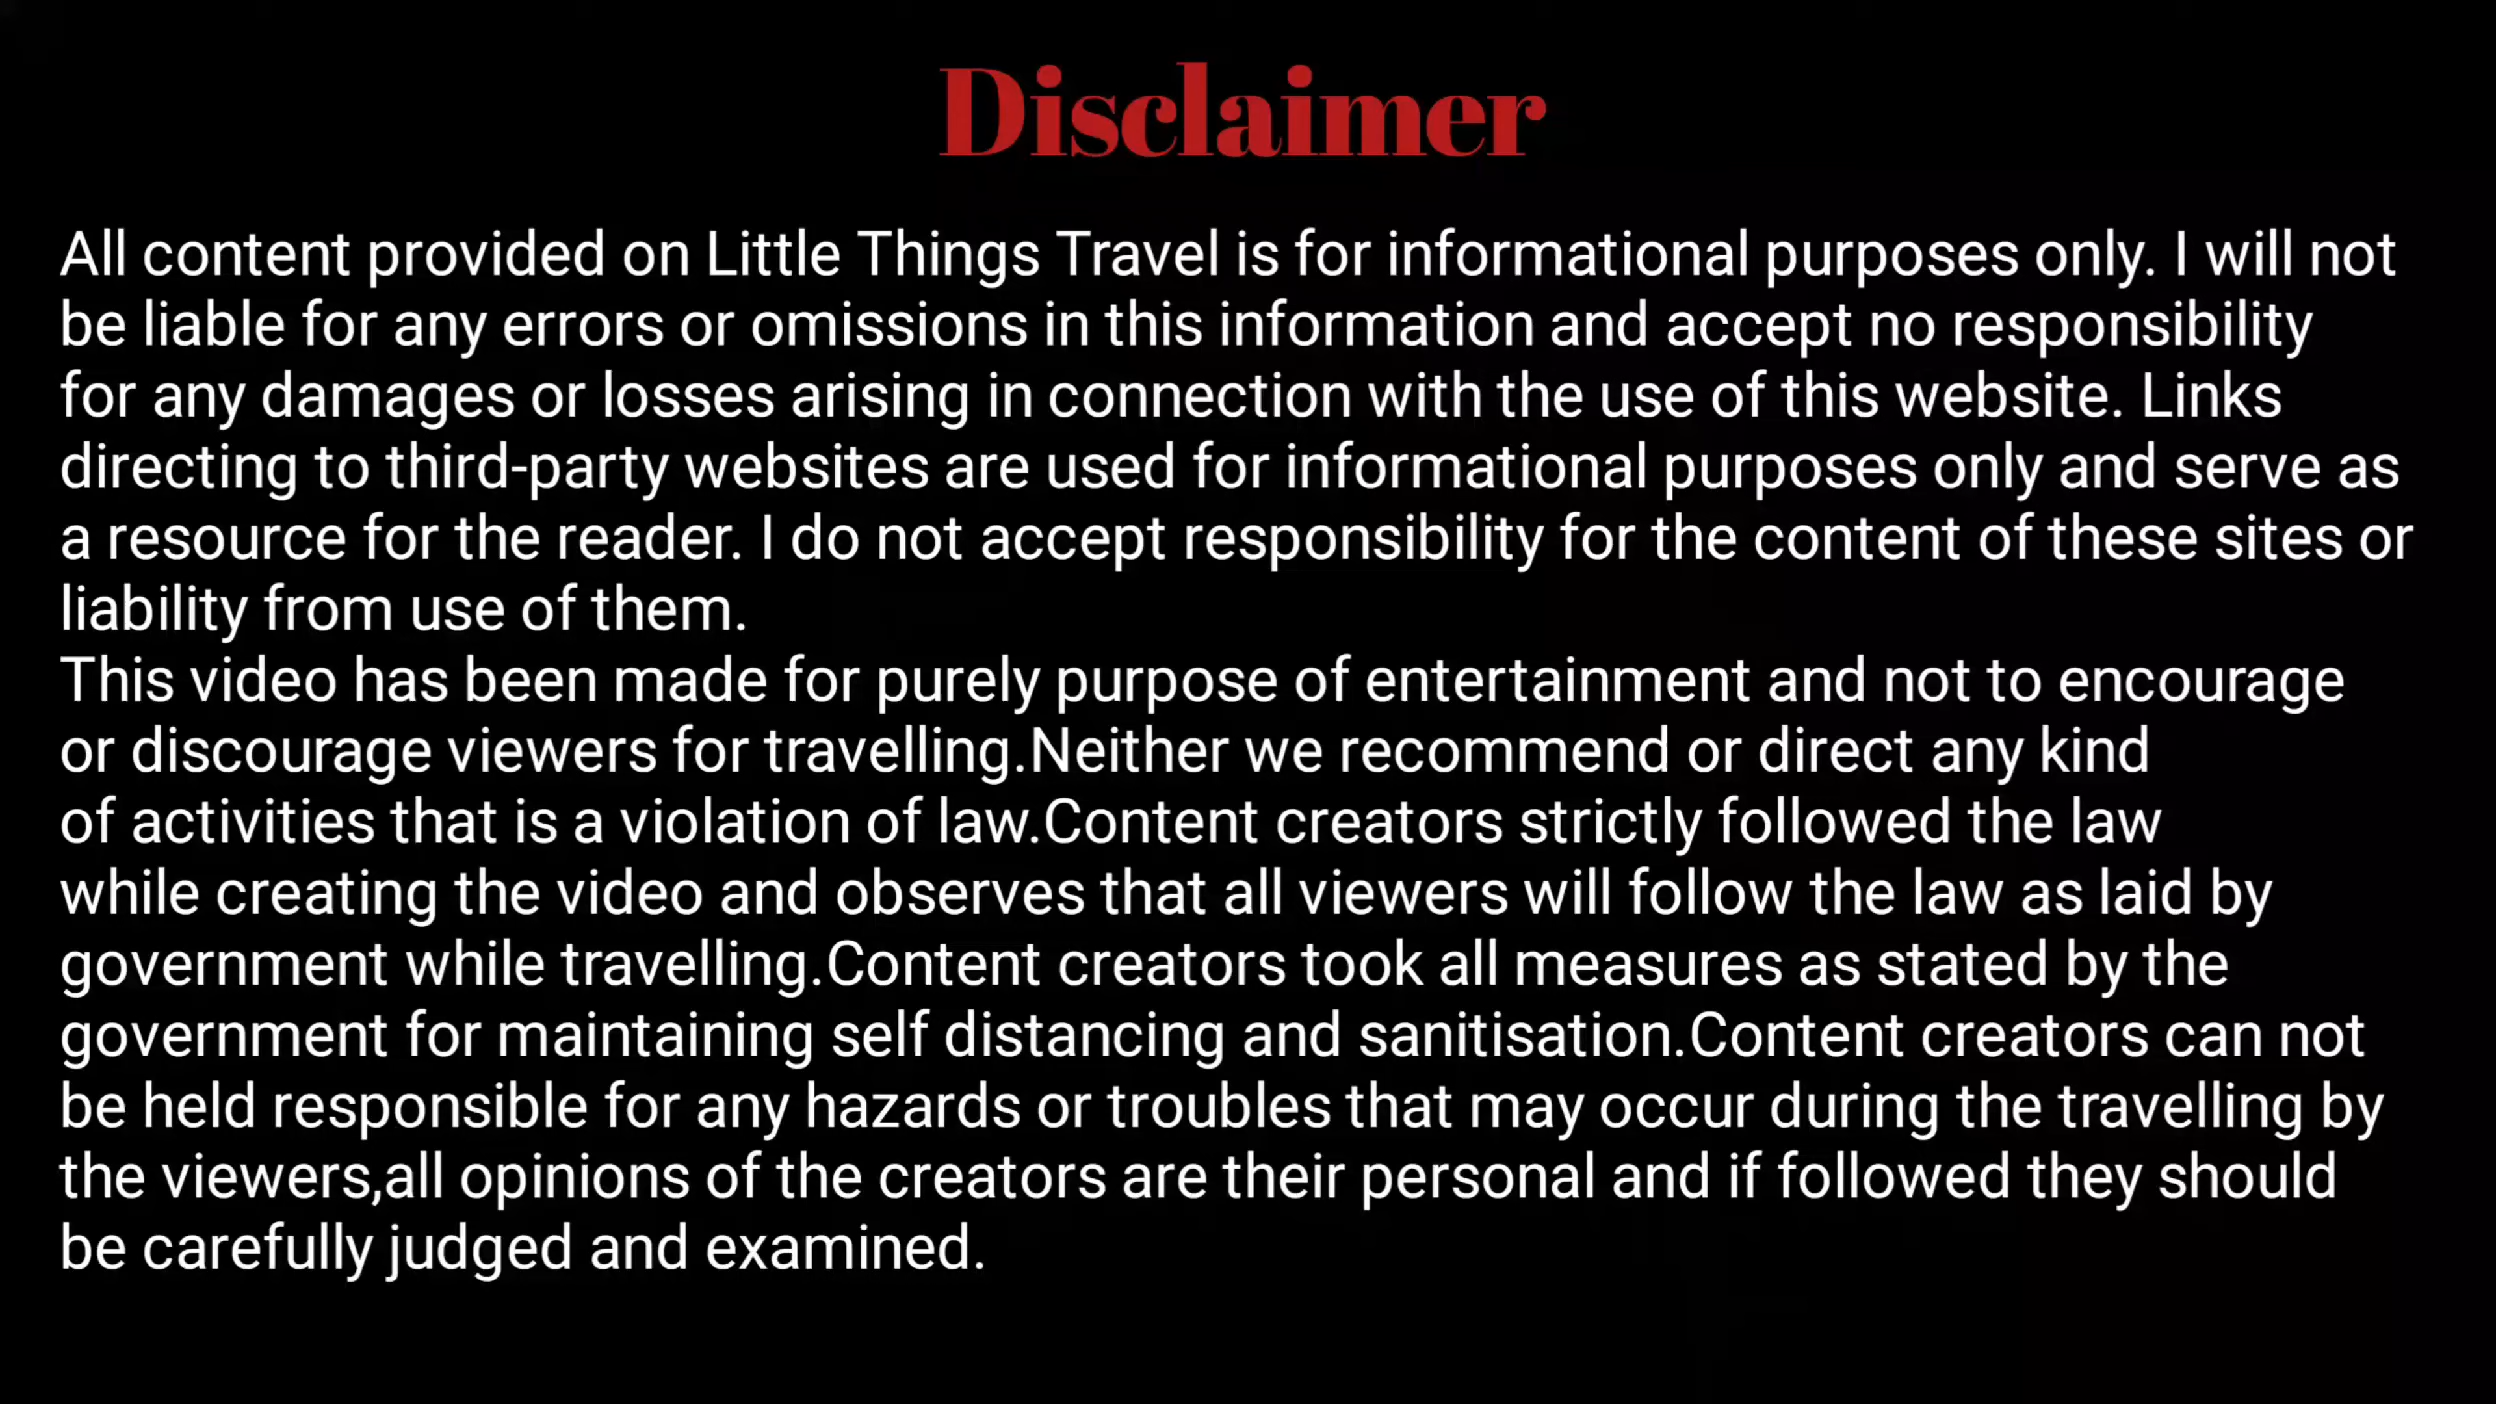 Disclaimer
All content provided on Little Things Travel is for informational purposes only. I will not
be liable for any errors or omissions in this information and accept no responsibility
for any damages or losses arising in connection with the use of this website. Links
directing to third-party websites are used for informational purposes only and serve as
a resource for the reader. I do not accept responsibility for the content of these sites or
liability from use of them.
This video has been made for purely purpose of entertainment and not to encourage
or discourage viewers for travelling.Neither we recommend or direct any kind
of activities that is a violation of law.Content creators strictly followed the law
while creating the video and observes that all viewers will follow the law as laid by
government while travelling.Content creators took all measures as stated by the
government for maintaining self distancing and sanitisation.Content creators can not
be held responsible for any hazards or troubles that may occur during the travelling by
the viewers,all opinions of the creators are their personal and if followed they should
be carefully judged and examined.